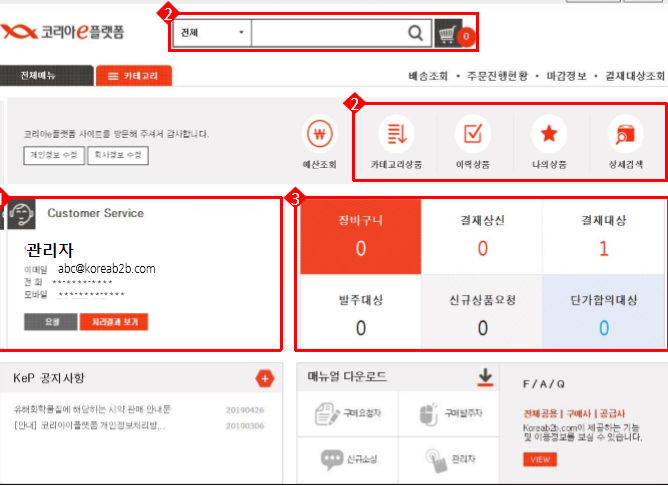 2
코리아e플랫폼
전체
0
전체메뉴
카테고리
배송조회 • 주문진행현황 • 마감정보 • 결재대상조회
2
코리아e플랫폼 사이트를 방문해 주셔서 감사합니다.
개인정보 수정
회사정보 수정
예산조회
카테고리상품
이력상품
나의상품
상세검색
1
Customer Service
관리자
이메일 abc@koreab2b.com
전 화 ************
모바일 *************
요청
처리결과 보기
3
장바구니
0
결재상신
0
결재대상
1
발주대상
0
신규상품요청
0
단가합의대상
0
KeP 공지사항
유해화학물질에 해당하는 시약 판매 안내문 20190426
[안내] 코리아이플랫폼 개인정보처리방... 20190306
매뉴얼 다운로드
구매요청자
구매발주자
신규소싱
관리자
F / A / Q
전체공통 | 구매사 | 공급사
Koreab2b.com이 제공하는 기능
및 이용정보를 보실 수 있습니다.
VIEW